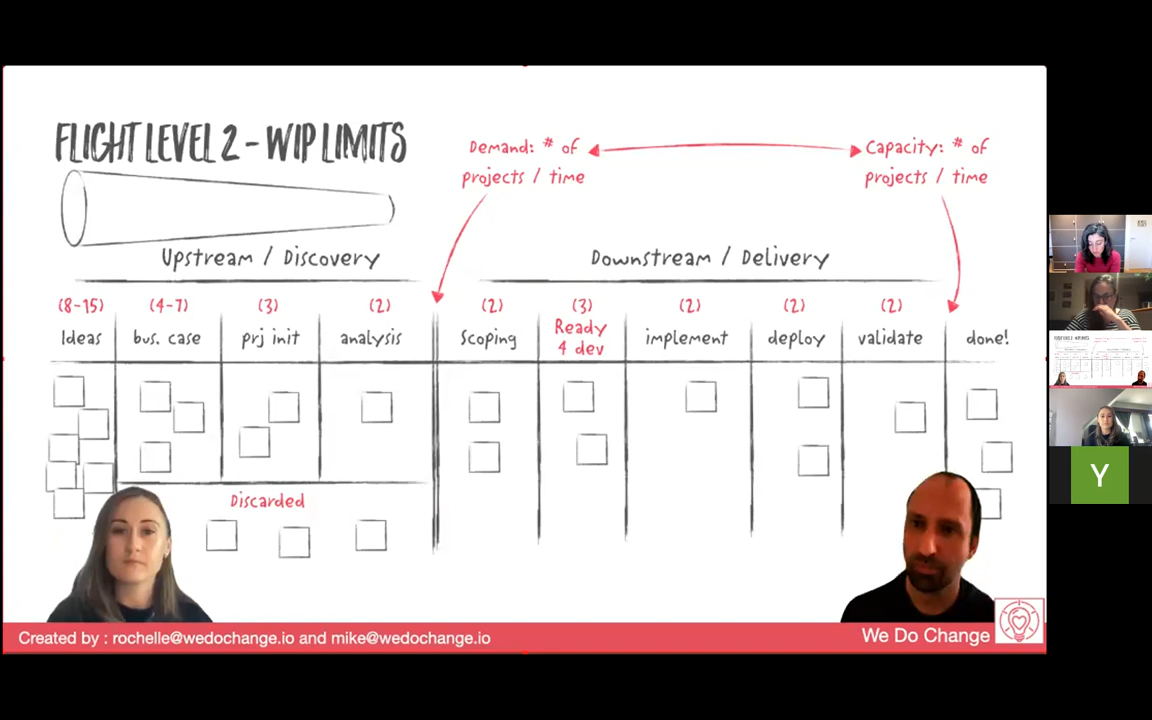 FLIGHT LEVEL 2 - WIP LIMITS
Demand: # of
projects / time
Capacity: # of
projects / time
Upstream / Discovery
Downstream / Delivery
(8-15) (4-7) (3) (2) (2) (3) (2) (2) (2)
Ideas bus. case prj init analysis Scoping Ready 4 dev implement deploy validate done!
Discarded
Created by : rochelle@wedochange.io and mike@wedochange.io
We Do Change
Y